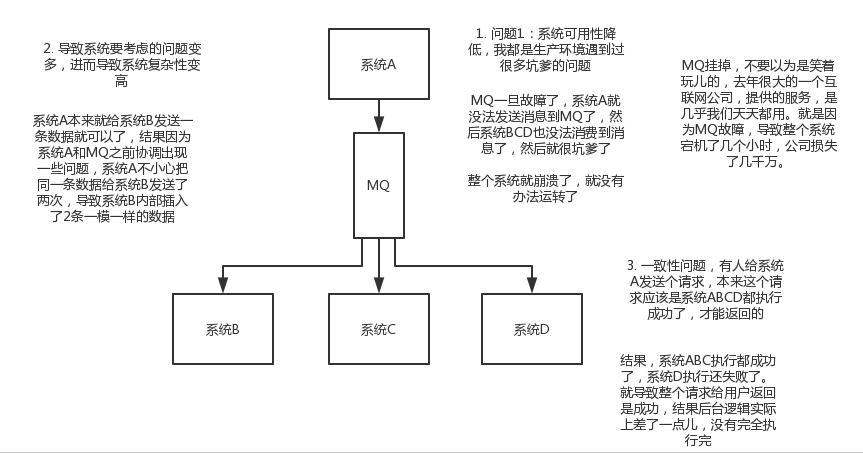 2. 导致系统要考虑的问题变
多，进而导致系统复杂性变
高
系统A本来就给系统B发送一
条数据就可以了，结果因为
系统A和MQ之前协调出现
一些问题，系统A不小心把
同一条数据给系统B发送了
两次，导致系统B内部插入
了2条一模一样的数据
系统A
1. 问题1：系统可用性降
低，我都是生产环境遇到过
很多坑爹的问题
MQ一旦故障了，系统A就
没法发送消息到MQ了，然
后系统BCD也没法消费到消
息了，然后就很坑爹了
整个系统就崩溃了，就没有
办法运转了
MQ挂掉，不要以为是笑着
玩儿的，去年很大的一个互
联网公司，提供的服务，是
几乎我们天天都用。就是因
为MQ故障，导致整个系统
宕机了几个小时，公司损失
了几千万。
MQ
系统B
系统C
系统D
3. 一致性问题，有人给系统
A发送个请求，本来这个请
求应该是系统ABCD都执行
成功了，才能返回的
结果，系统ABC执行都成功
了，系统D执行还失败了。
就导致整个请求给用户返回
是成功，结果后台逻辑实际
上差了一点儿，没有完全执
行完